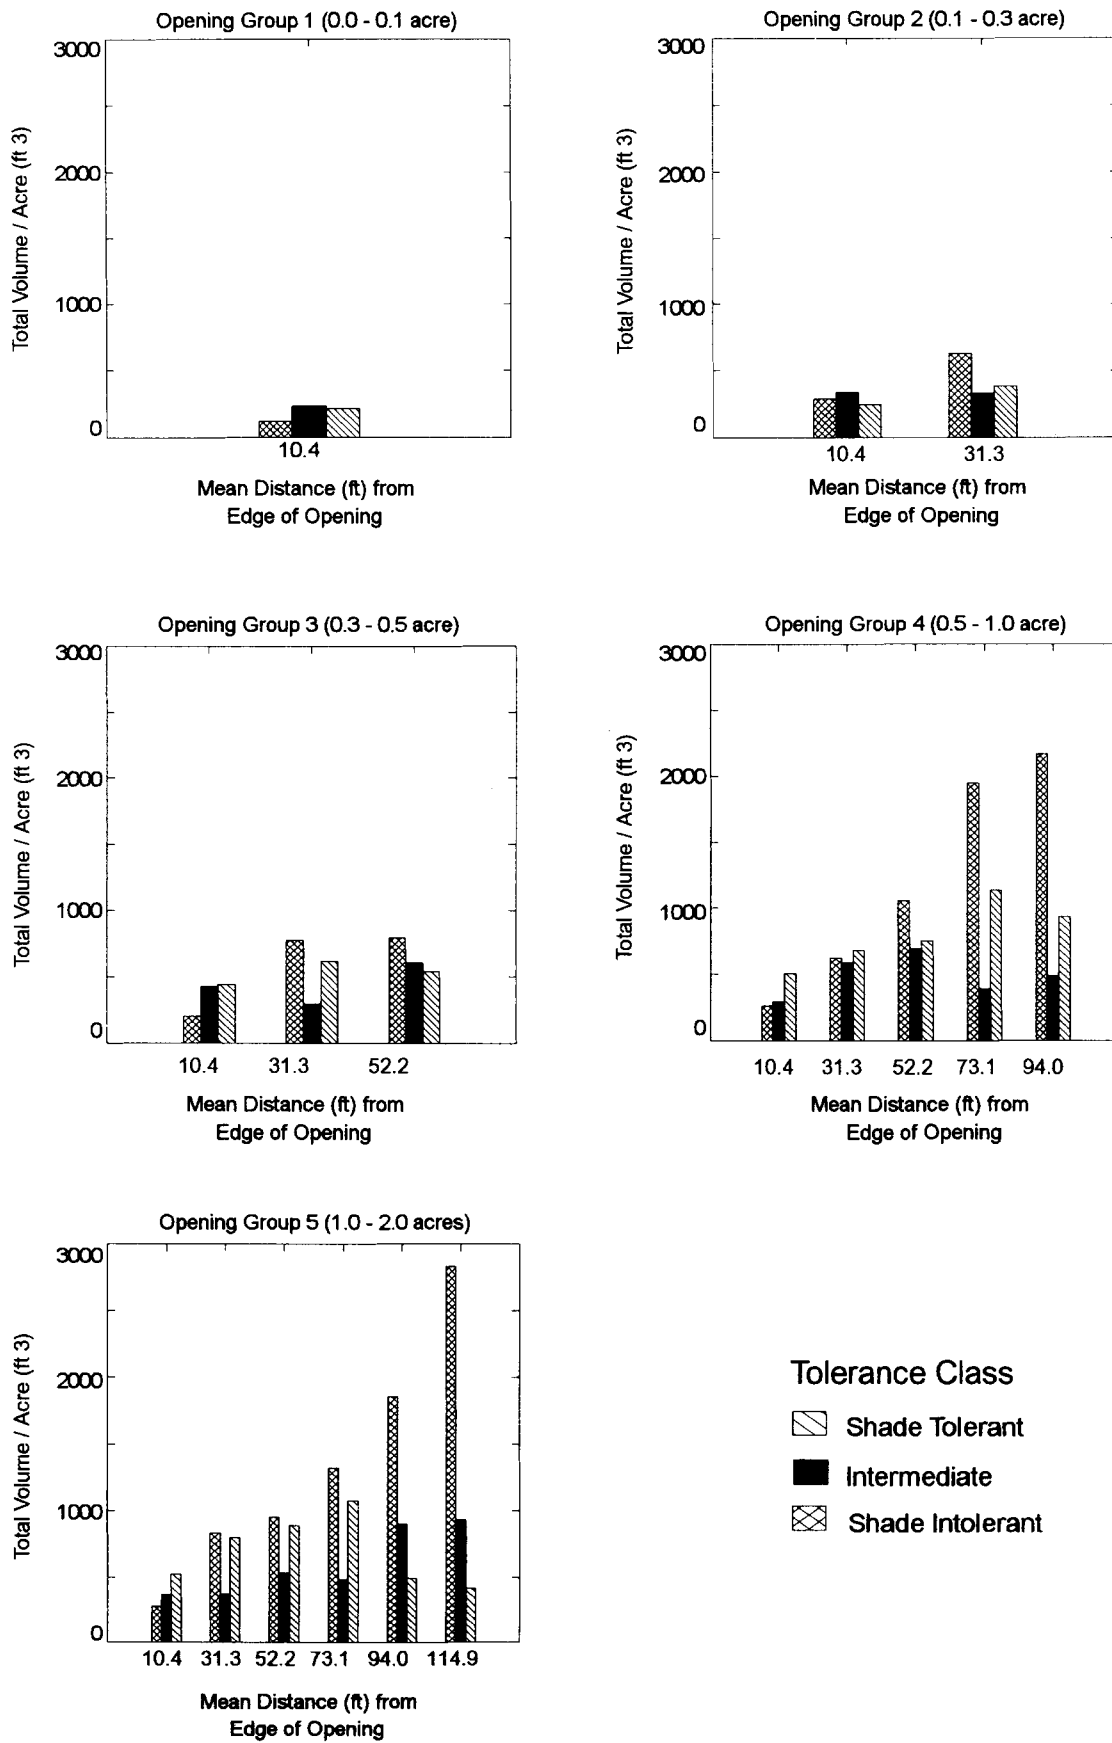 Opening Group 1 (0.0 - 0.1 acre)
3000
2000
1000
0
Total Volume / Acre (ft 3)
10.4
Mean Distance (ft) from
Edge of Opening
Opening Group 2 (0.1 - 0.3 acre)
3000
2000
1000
0
Total Volume / Acre (ft 3)
10.4 31.3
Mean Distance (ft) from
Edge of Opening
Opening Group 3 (0.3 - 0.5 acre)
3000
2000
1000
0
Total Volume / Acre (ft 3)
10.4 31.3 52.2
Mean Distance (ft) from
Edge of Opening
Opening Group 4 (0.5 - 1.0 acre)
3000
2000
1000
0
Total Volume / Acre (ft 3)
10.4 31.3 52.2 73.1 94.0
Mean Distance (ft) from
Edge of Opening
Opening Group 5 (1.0 - 2.0 acres)
3000
2000
1000
0
Total Volume / Acre (ft 3)
10.4 31.3 52.2 73.1 94.0 114.9
Mean Distance (ft) from
Edge of Opening
Tolerance Class
Shade Tolerant
Intermediate
Shade Intolerant